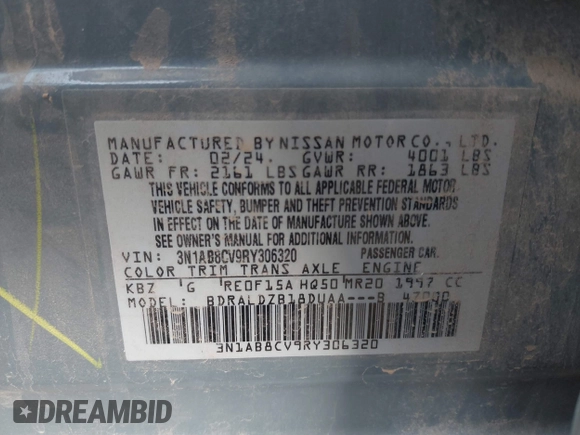 MANUFACTURED BY NISSAN MOTOR CO., LTD.
DATE: 02/24. GVWR: 4001 LBS
GAWR FR: 2161 LBS GAWR RR: 1863 LBS
THIS VEHICLE CONFORMS TO ALL APPLICABLE FEDERAL MOTOR
VEHICLE SAFETY, BUMPER AND THEFT PREVENTION STANDARDS
IN EFFECT ON THE DATE OF MANUFACTURE SHOWN ABOVE.
SEE OWNER'S MANUAL FOR ADDITIONAL INFORMATION.
VIN: 3N1AB8CV9RY306320 PASSENGER CAR.
COLOR TRIM TRANS AXLE ENGINE
KBZ G RE0F15A HQ50 MR20 1997 CC
MODEL: BDRALDZB18DUAA---B
3N1AB8CV9RY306320
DREAMBID